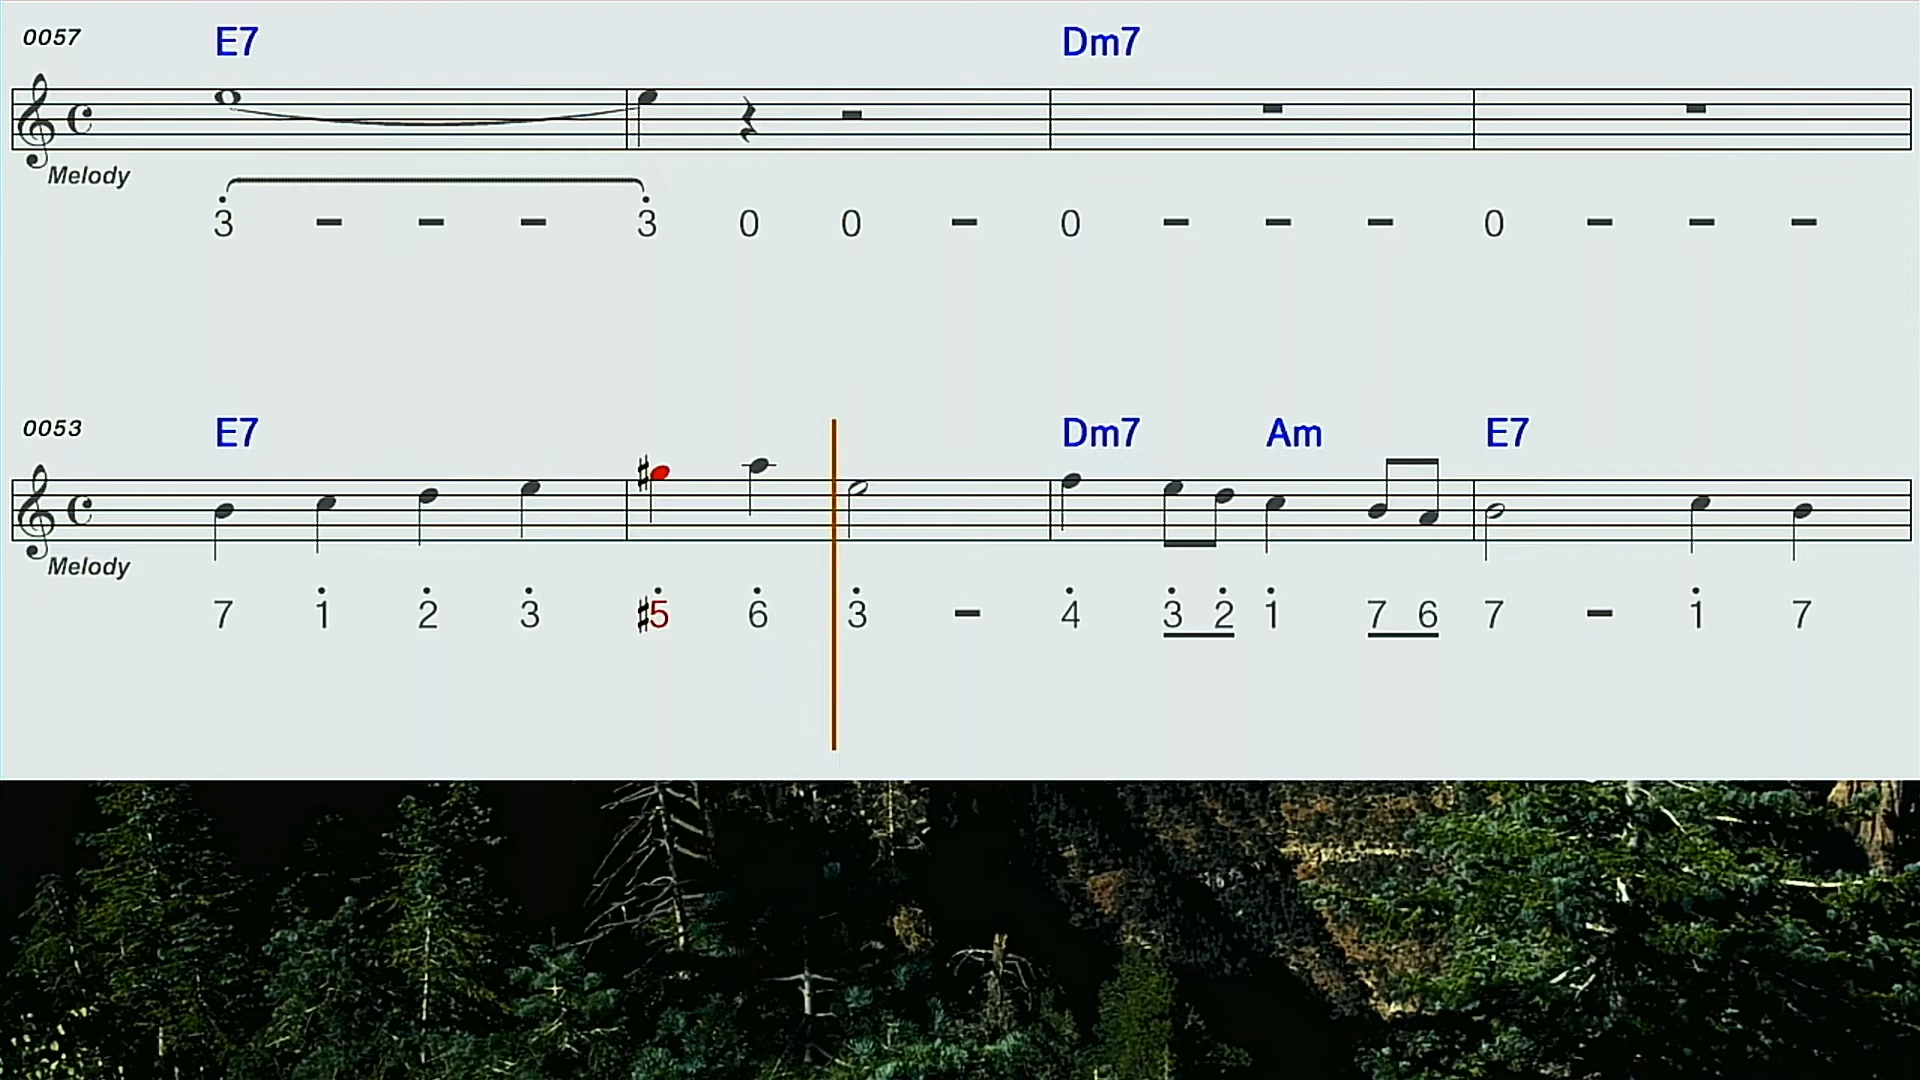 0057 E7 Dm7
Melody
3 - - - 3 0 0 - 0 - - - 0 - - -
0053 E7 Dm7 Am E7
Melody
7 1̇ 2̇ 3̇ #5̇ 6̇ 3̇ - 4̇ 3̇ 2̇ 1̇ 7 6 7 - 1̇ 7